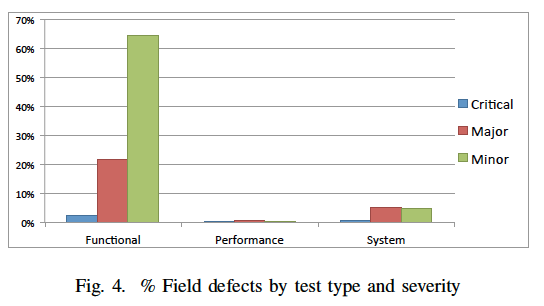 70%
60%
50%
40%
30%
20%
10%
0%
Functional
Performance
System
Critical
Major
Minor
Fig. 4. % Field defects by test type and severity